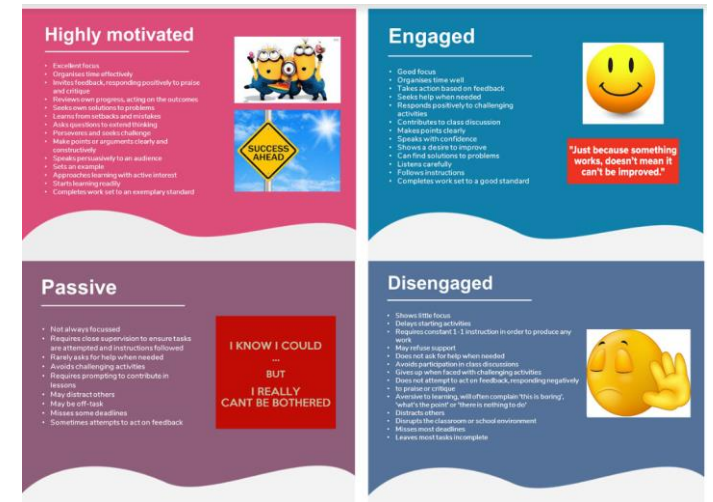 Highly motivated
• Excellent focus
• Organises time effectively
• Invites feedback, responding positively to praise
and critique
• Reviews own progress, acting on the outcomes
• Seeks own solutions to problems
• Learns from setbacks and mistakes
• Asks questions to extend thinking
• Perseveres and seeks challenge
• Make points or arguments clearly and
constructively
• Speaks persuasively to an audience
• Sets an example
• Approaches learning with active interest
• Starts learning readily
• Completes work set to an exemplary standard
SUCCESS
AHEAD
Engaged
• Good focus
• Organises time well
• Takes action based on feedback
• Seeks help when needed
• Responds positively to challenging
activities
• Contributes to class discussion
• Makes points clearly
• Speaks with confidence
• Shows a desire to improve
• Can find solutions to problems
• Listens carefully
• Follows instructions
• Completes work set to a good standard
"Just because something
works, doesn't mean it
can't be improved."
Passive
• Not always focussed
• Requires close supervision to ensure tasks
are attempted and instructions followed
• Rarely asks for help when needed
• Avoids challenging activities
• Requires prompting to contribute in
lessons
• May distract others
• May be off-task
• Misses some deadlines
• Sometimes attempts to act on feedback
I KNOW I COULD
...
BUT
I REALLY
CANT BE BOTHERED
Disengaged
• Shows little focus
• Delays starting activities
• Requires constant 1-1 instruction in order to produce any
work
• May refuse support
• Does not ask for help when needed
• Avoids participation in class discussions
• Gives up when faced with challenging activities
• Does not attempt to act on feedback, responding negatively
• to praise or critique
• Aversive to learning, will often complain 'this is boring',
'what's the point' or 'there is nothing to do'
• Distracts others
• Disrupts the classroom or school environment
• Misses most deadlines
• Leaves most tasks incomplete